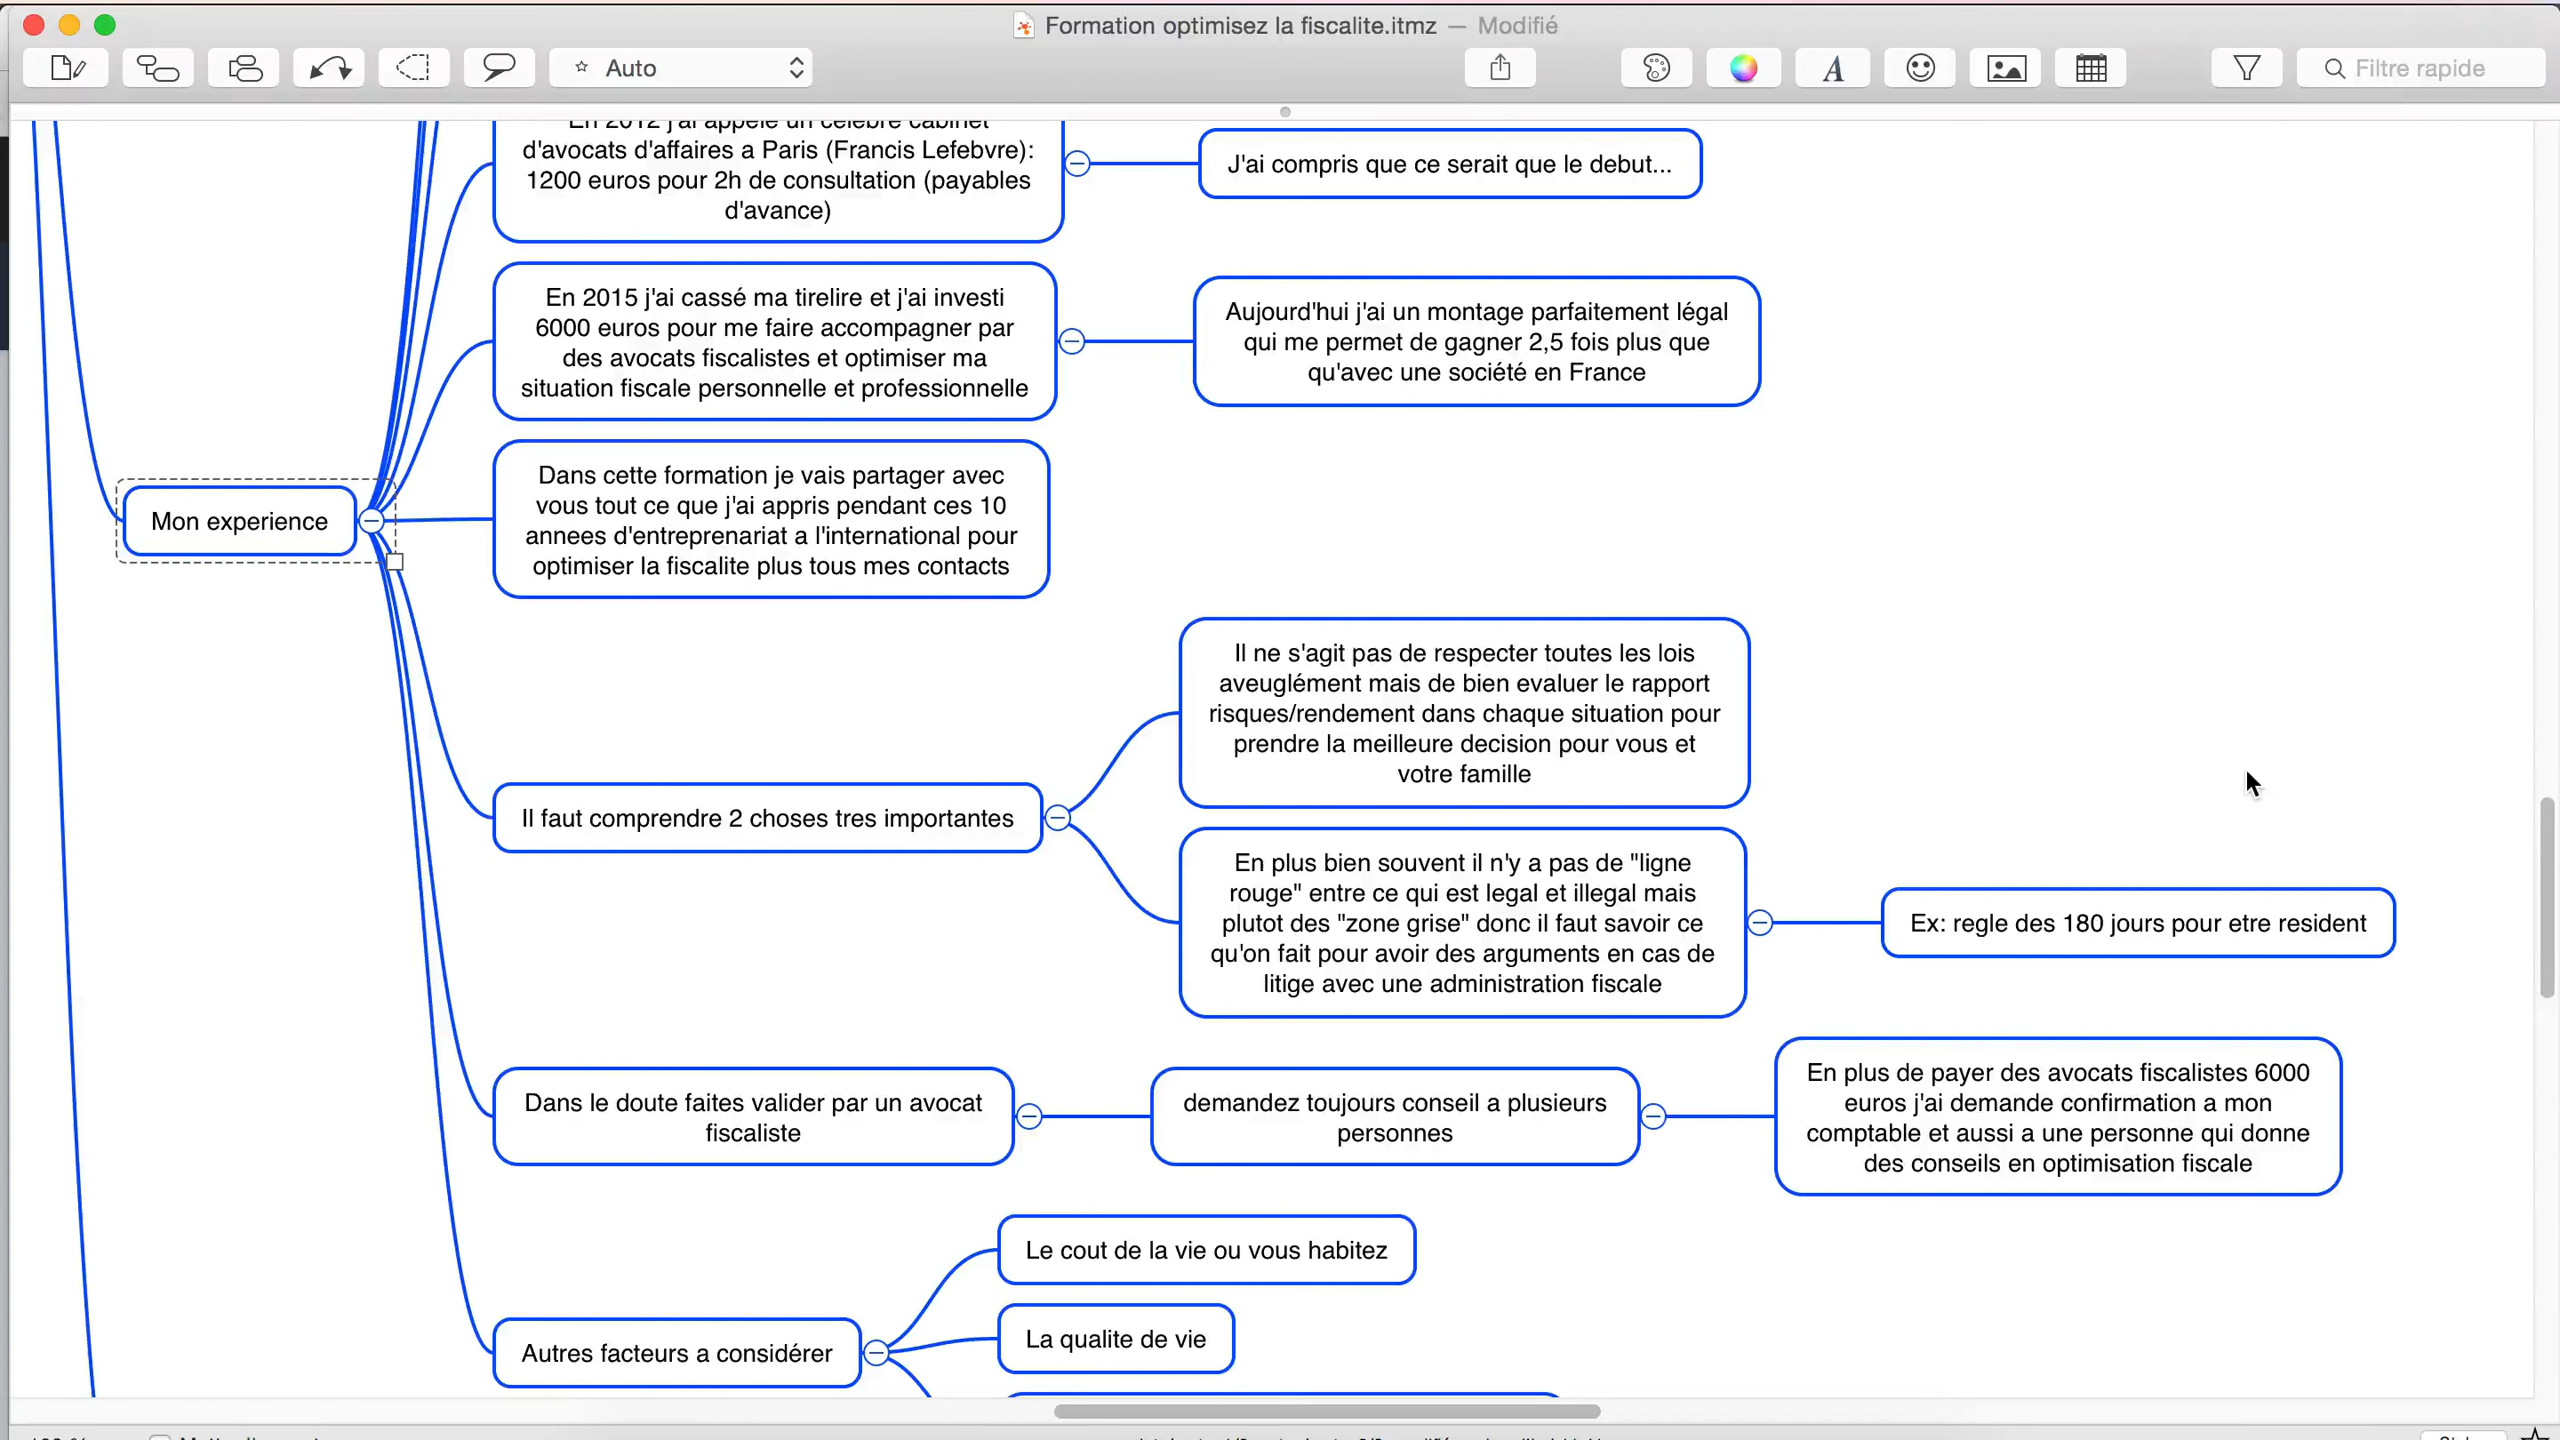 Formation optimisez la fiscalite.itmz — Modifié
Auto
Filtre rapide
En 2012 j'ai appele un celebre cabinet
d'avocats d'affaires a Paris (Francis Lefebvre):
1200 euros pour 2h de consultation (payables
d'avance)
J'ai compris que ce serait que le debut...
En 2015 j'ai cassé ma tirelire et j'ai investi
6000 euros pour me faire accompagner par
des avocats fiscalistes et optimiser ma
situation fiscale personnelle et professionnelle
Aujourd'hui j'ai un montage parfaitement légal
qui me permet de gagner 2,5 fois plus que
qu'avec une société en France
Mon experience
Dans cette formation je vais partager avec
vous tout ce que j'ai appris pendant ces 10
annees d'entreprenariat a l'international pour
optimiser la fiscalite plus tous mes contacts
Il faut comprendre 2 choses tres importantes
Il ne s'agit pas de respecter toutes les lois
aveuglément mais de bien evaluer le rapport
risques/rendement dans chaque situation pour
prendre la meilleure decision pour vous et
votre famille
En plus bien souvent il n'y a pas de "ligne
rouge" entre ce qui est legal et illegal mais
plutot des "zone grise" donc il faut savoir ce
qu'on fait pour avoir des arguments en cas de
litige avec une administration fiscale
Ex: regle des 180 jours pour etre resident
Dans le doute faites valider par un avocat
fiscaliste
demandez toujours conseil a plusieurs
personnes
En plus de payer des avocats fiscalistes 6000
euros j'ai demande confirmation a mon
comptable et aussi a une personne qui donne
des conseils en optimisation fiscale
Autres facteurs a considérer
Le cout de la vie ou vous habitez
La qualite de vie